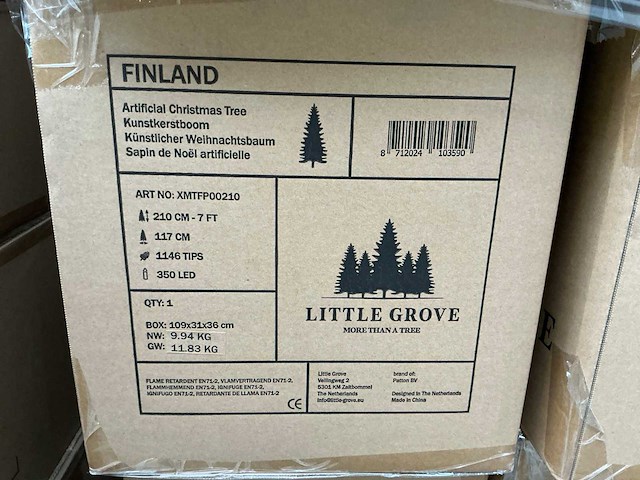 FINLAND
Artificial Christmas Tree
Kunstkerstboom
Künstlicher Weihnachtsbaum
Sapin de Noël artificielle
8 712024 103590
ART NO: XMTFP00210
210 CM - 7 FT
117 CM
1146 TIPS
350 LED
QTY: 1
BOX: 109x31x36 cm
NW: 9.94 KG
GW: 11.83 KG
LITTLE GROVE
MORE THAN A TREE
FLAME RETARDENT EN71-2, VLAMVERTRAGEND EN71-2,
FLAMMHEMMEND EN71-2, IGNIFUGE EN71-2,
IGNIFUGO EN71-2, RETARDANTE DE LLAMA EN71-2
CE
Little Grove
Veilingweg 2
5301 KM Zaltbommel
The Netherlands
info@little-grove.eu
brand of:
Patton BV
Designed in The Netherlands
Made in China
E